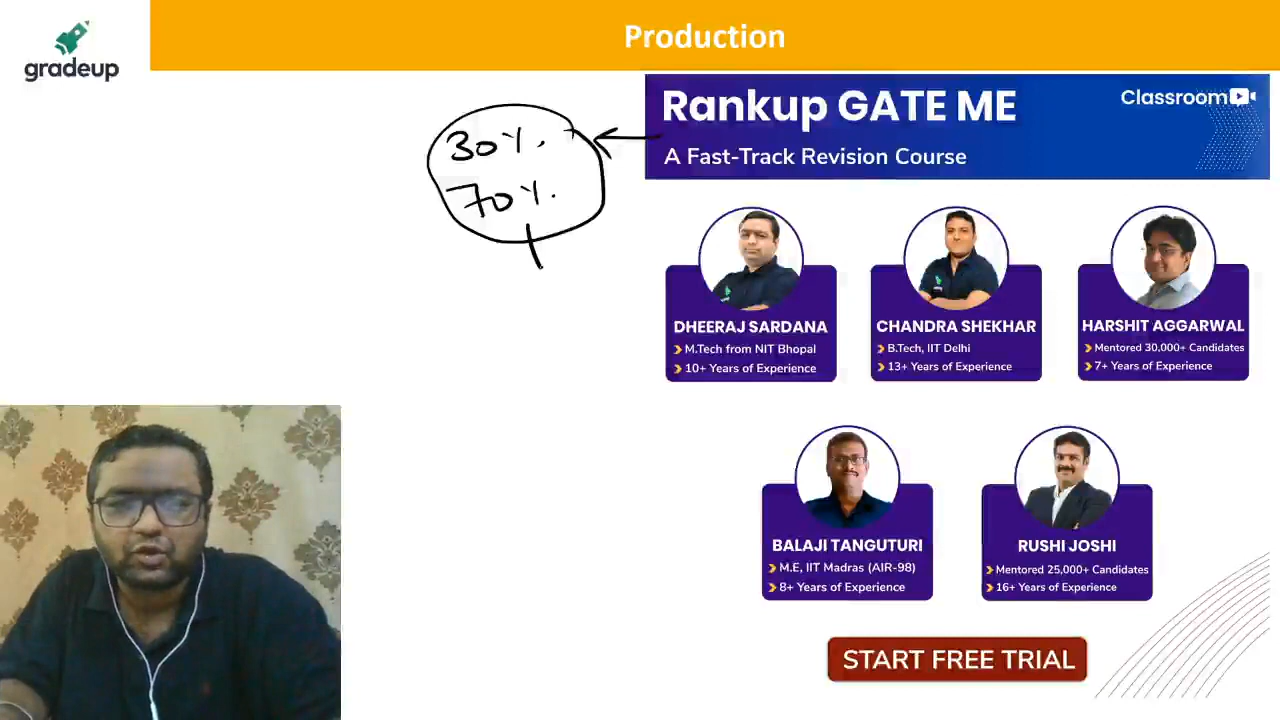 Production
gradeup
Rankup GATE ME
Classroom
A Fast-Track Revision Course
30%.
70%.
DHEERAJ SARDANA
M.Tech from NIT Bhopal
10+ Years of Experience
CHANDRA SHEKHAR
B.Tech, IIT Delhi
13+ Years of Experience
HARSHIT AGGARWAL
Mentored 30,000+ Candidates
7+ Years of Experience
BALAJI TANGUTURI
M.E, IIT Madras (AIR-98)
8+ Years of Experience
RUSHI JOSHI
Mentored 25,000+ Candidates
16+ Years of Experience
START FREE TRIAL